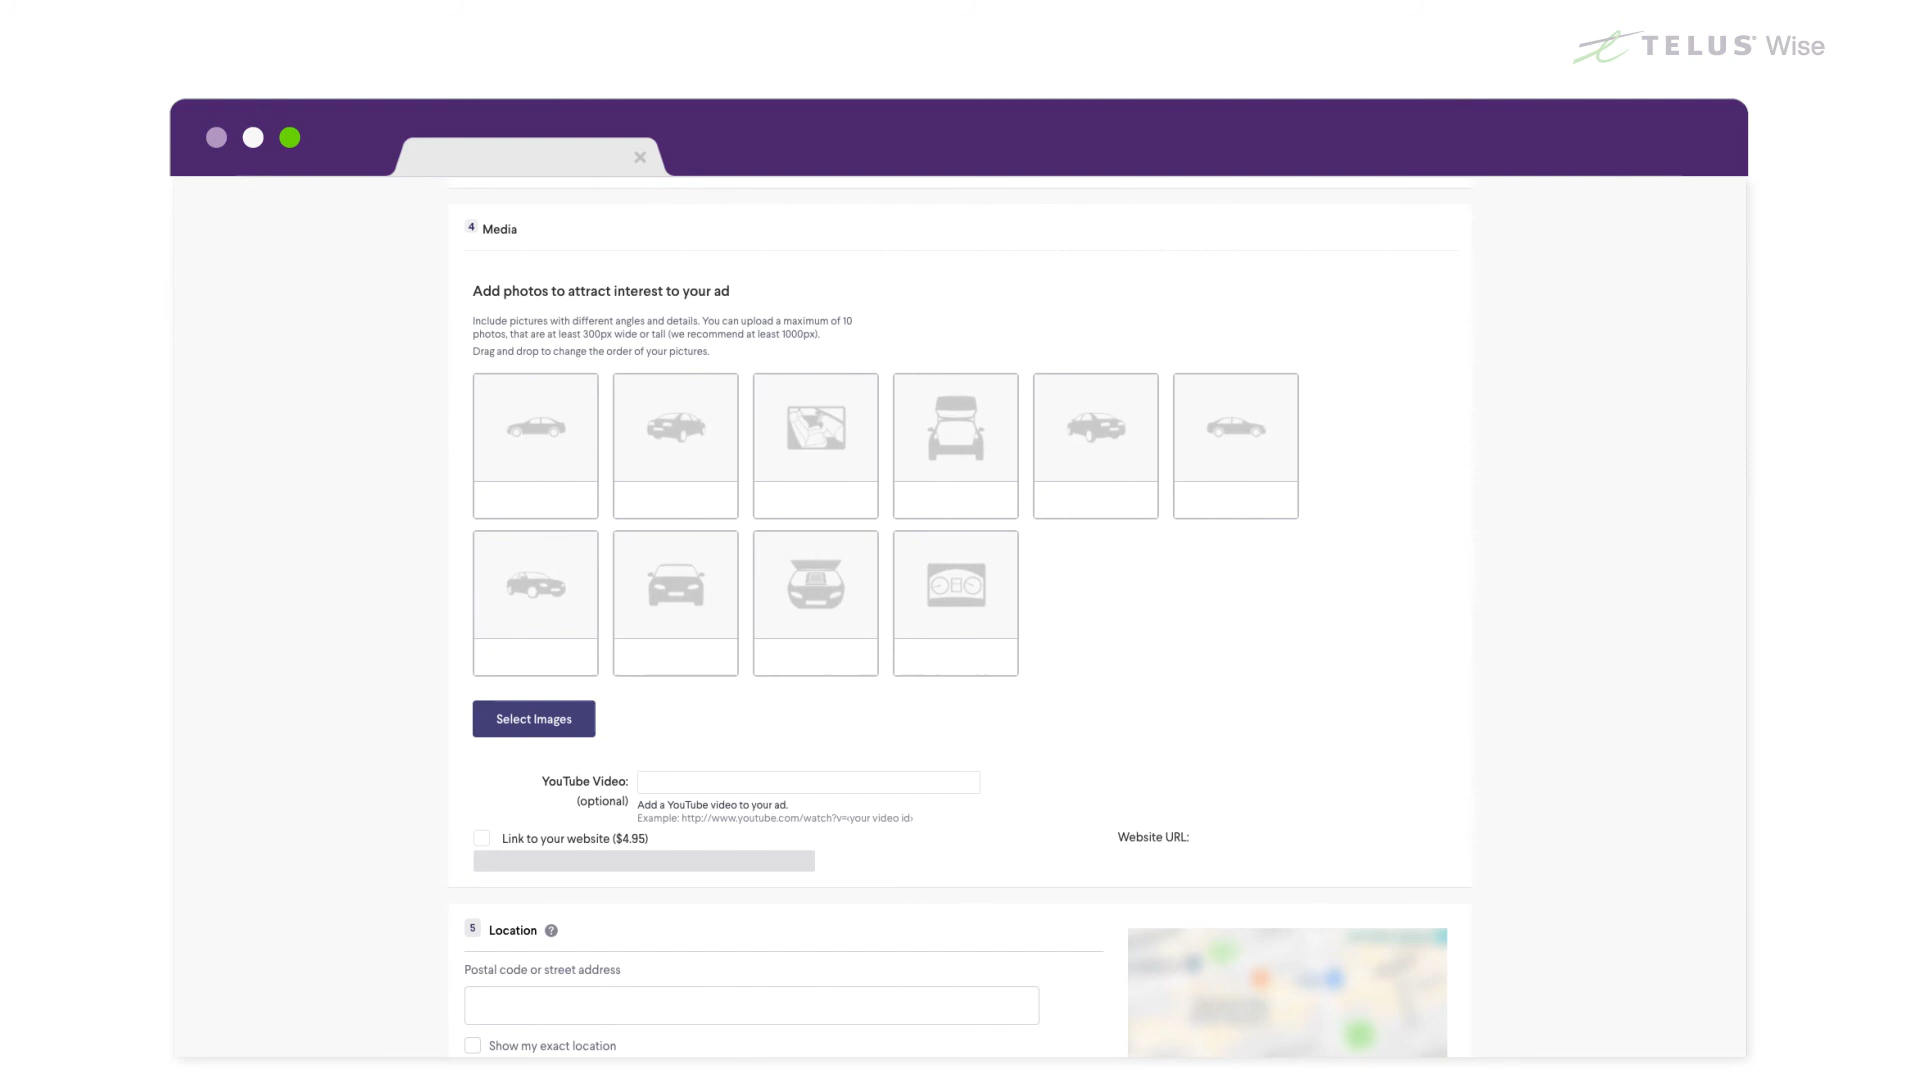 TELUS® Wise
4 Media
Add photos to attract interest to your ad
Include pictures with different angles and details. You can upload a maximum of 10
photos, that are at least 300px wide or tall (we recommend at least 1000px).
Drag and drop to change the order of your pictures.
Select Images
YouTube Video:
(optional)
Add a YouTube video to your ad.
Example: http://www.youtube.com/watch?v=<your video id>
Link to your website ($4.95)
Website URL:
5 Location ?
Postal code or street address
Show my exact location